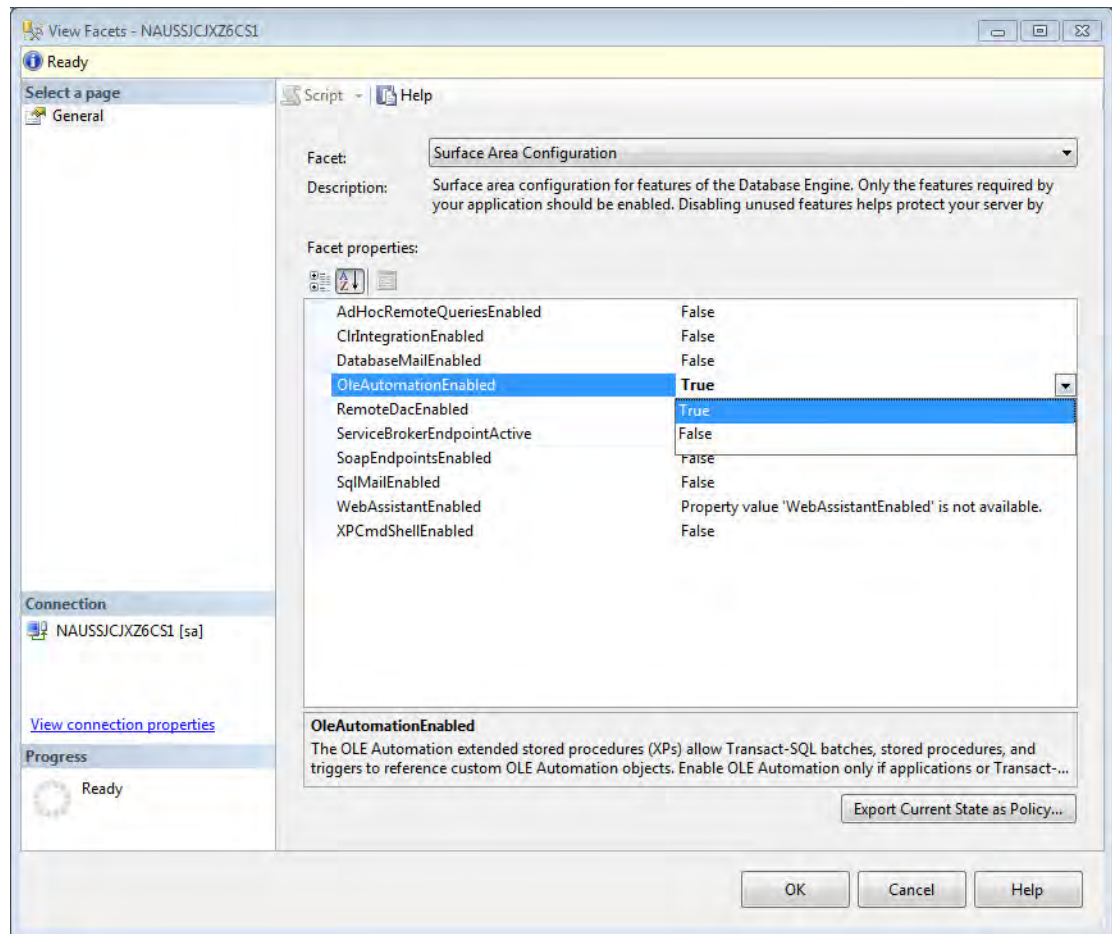 View Facets - NAUSSJCJXZ6CS1
Ready
Select a page
General
Script
Help
Facet:
Surface Area Configuration
Description:
Surface area configuration for features of the Database Engine. Only the features required by
your application should be enabled. Disabling unused features helps protect your server by
Facet properties:
AdHocRemoteQueriesEnabled False
ClrIntegrationEnabled False
DatabaseMailEnabled False
OleAutomationEnabled True
RemoteDacEnabled True
ServiceBrokerEndpointActive False
SoapEndpointsEnabled False
SqlMailEnabled False
WebAssistantEnabled Property value 'WebAssistantEnabled' is not available.
XPCmdShellEnabled False
Connection
NAUSSJCJXZ6CS1 [sa]
View connection properties
Progress
Ready
OleAutomationEnabled
The OLE Automation extended stored procedures (XPs) allow Transact-SQL batches, stored procedures, and
triggers to reference custom OLE Automation objects. Enable OLE Automation only if applications or Transact-...
Export Current State as Policy...
OK
Cancel
Help